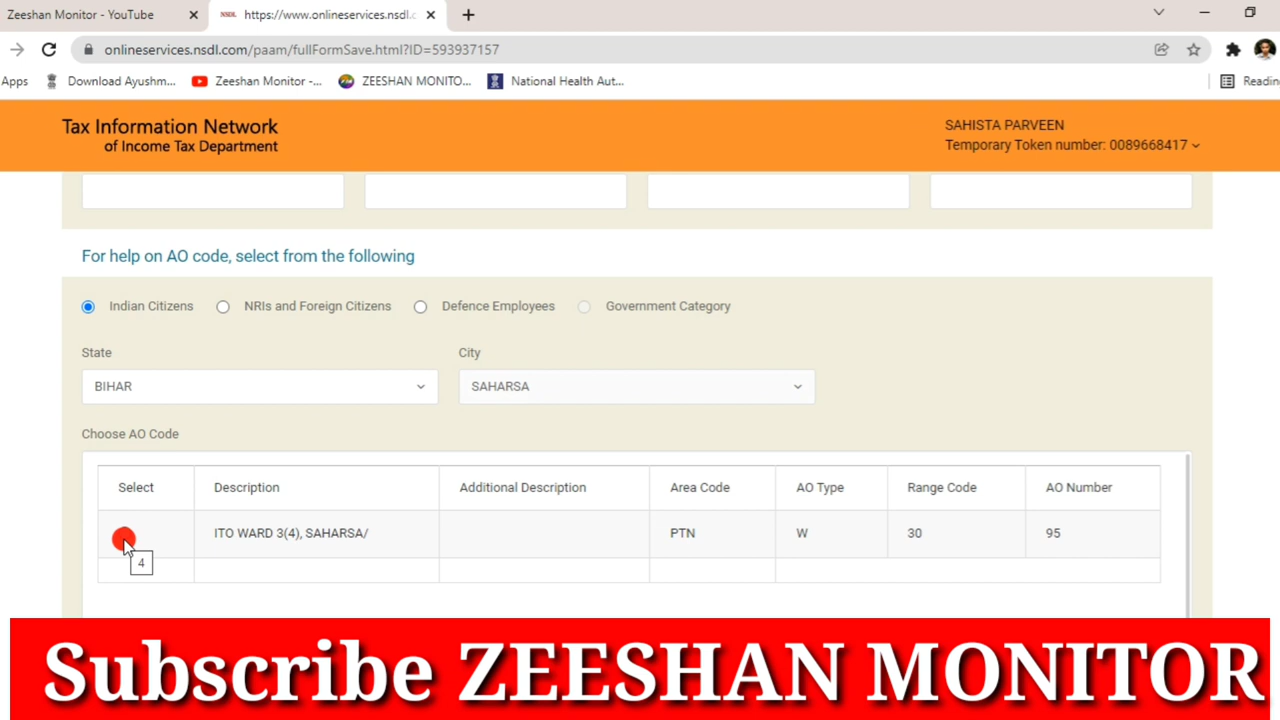 Zeeshan Monitor - YouTube
NSDL https://www.onlineservices.nsdl.c
onlineservices.nsdl.com/paam/fullFormSave.html?ID=593937157
Apps Download Ayushm... Zeeshan Monitor -... ZEESHAN MONITO... National Health Aut... Readin
Tax Information Network
of Income Tax Department
SAHISTA PARVEEN
Temporary Token number: 0089668417
For help on AO code, select from the following
Indian Citizens NRIs and Foreign Citizens Defence Employees Government Category
State City
BIHAR SAHARSA
Choose AO Code
Select Description Additional Description Area Code AO Type Range Code AO Number
ITO WARD 3(4), SAHARSA/ PTN W 30 95
4
Subscribe ZEESHAN MONITOR